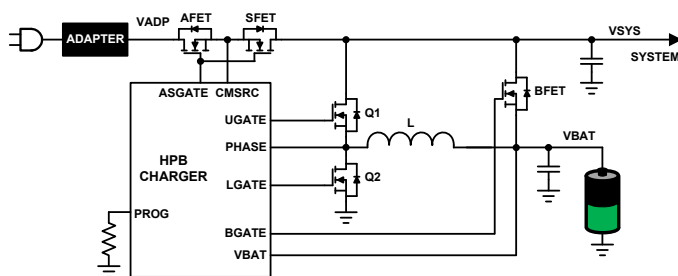 VADP
AFET
SFET
VSYS
ADAPTER
SYSTEM
ASGATE
CMSRC
BFET
UGATE
Q1
L
VBAT
PHASE
HPB
CHARGER
LGATE
Q2
PROG
BGATE
VBAT